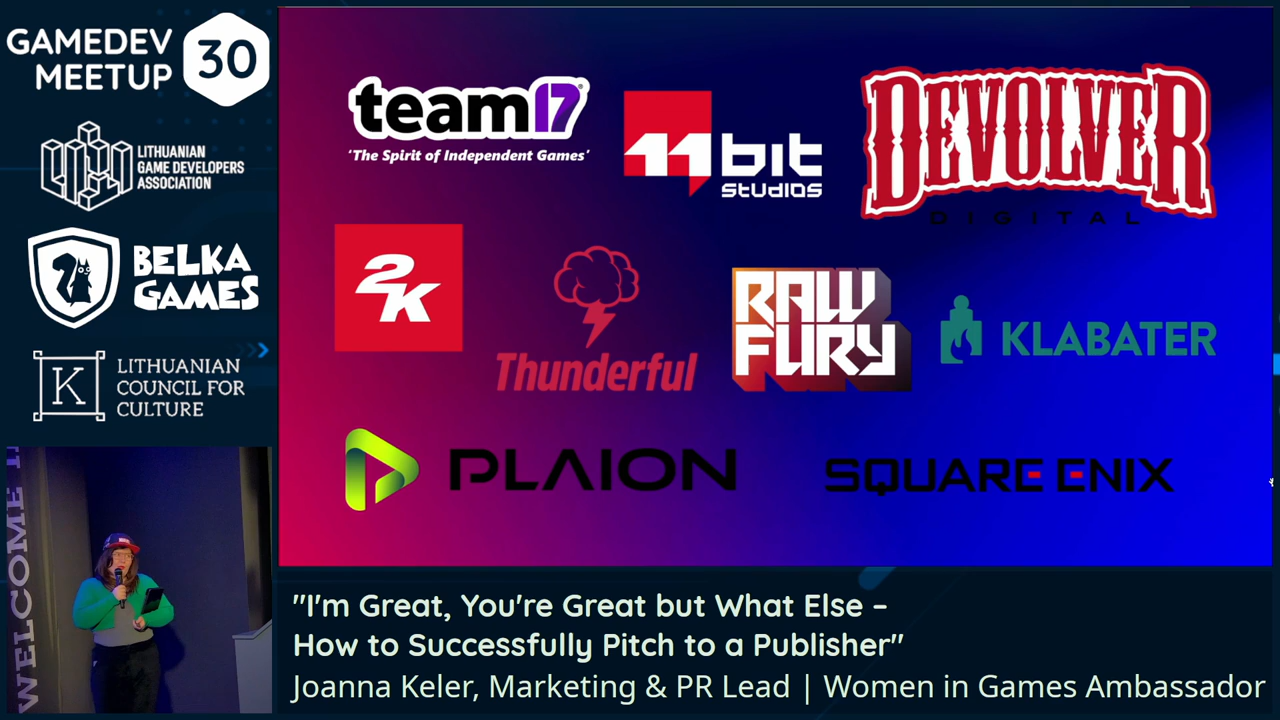 GAMEDEV
MEETUP
30
LITHUANIAN
GAME DEVELOPERS
ASSOCIATION
BELKA
GAMES
K
LITHUANIAN
COUNCIL FOR
CULTURE
WELCOME
team17
'The Spirit of Independent Games'
11 bit
STUDIOS
DEVOLVER
DIGITAL
2K
Thunderful
RAW
FURY
KLABATER
PLAION
SQUARE ENIX
"I'm Great, You're Great but What Else –
How to Successfully Pitch to a Publisher"
Joanna Keler, Marketing & PR Lead | Women in Games Ambassador